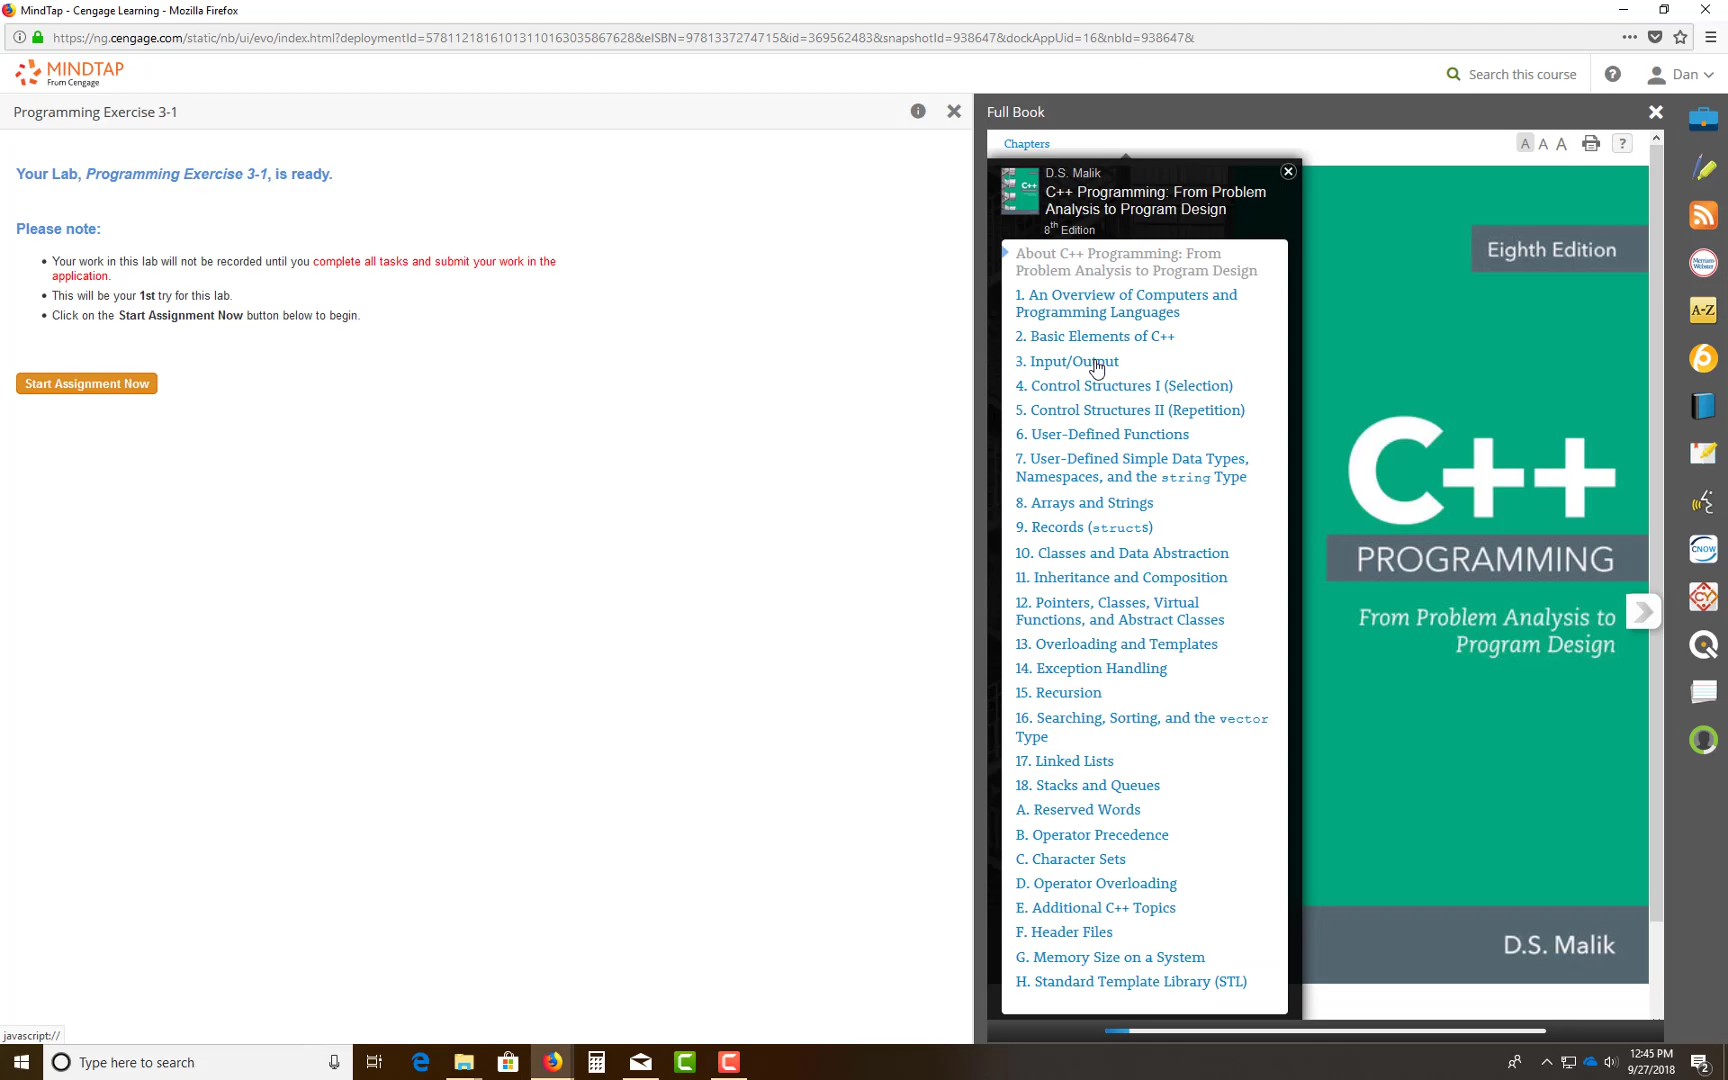 MindTap - Cengage Learning - Mozilla Firefox
https://ng.cengage.com/static/nb/ui/evo/index.html?deploymentId=57811218161013110163035867628&eISBN=9781337274715&id=369562483&snapshotId=938647&dockAppUid=16&nbId=938647&
MINDTAP
From Cengage
Search this course
Dan
Programming Exercise 3-1
Full Book
Your Lab, Programming Exercise 3-1, is ready.
Please note:
Your work in this lab will not be recorded until you complete all tasks and submit your work in the
application.
This will be your 1st try for this lab.
Click on the Start Assignment Now button below to begin.
Start Assignment Now
Chapters
A A A ?
D.S. Malik
C++ Programming: From Problem
Analysis to Program Design
8th Edition
About C++ Programming: From
Problem Analysis to Program Design
1. An Overview of Computers and
Programming Languages
2. Basic Elements of C++
3. Input/Output
4. Control Structures I (Selection)
5. Control Structures II (Repetition)
6. User-Defined Functions
7. User-Defined Simple Data Types,
Namespaces, and the string Type
8. Arrays and Strings
9. Records (structs)
10. Classes and Data Abstraction
11. Inheritance and Composition
12. Pointers, Classes, Virtual
Functions, and Abstract Classes
13. Overloading and Templates
14. Exception Handling
15. Recursion
16. Searching, Sorting, and the vector
Type
17. Linked Lists
18. Stacks and Queues
A. Reserved Words
B. Operator Precedence
C. Character Sets
D. Operator Overloading
E. Additional C++ Topics
F. Header Files
G. Memory Size on a System
H. Standard Template Library (STL)
Eighth Edition
C++
PROGRAMMING
From Problem Analysis to
Program Design
D.S. Malik
A-Z
CNOW
javascript://
Type here to search
12:45 PM
9/27/2018
2